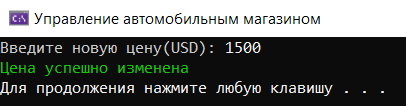 Управление автомобильным магазином
Введите новую цену(USD): 1500
Цена успешно изменена
Для продолжения нажмите любую клавишу . . .